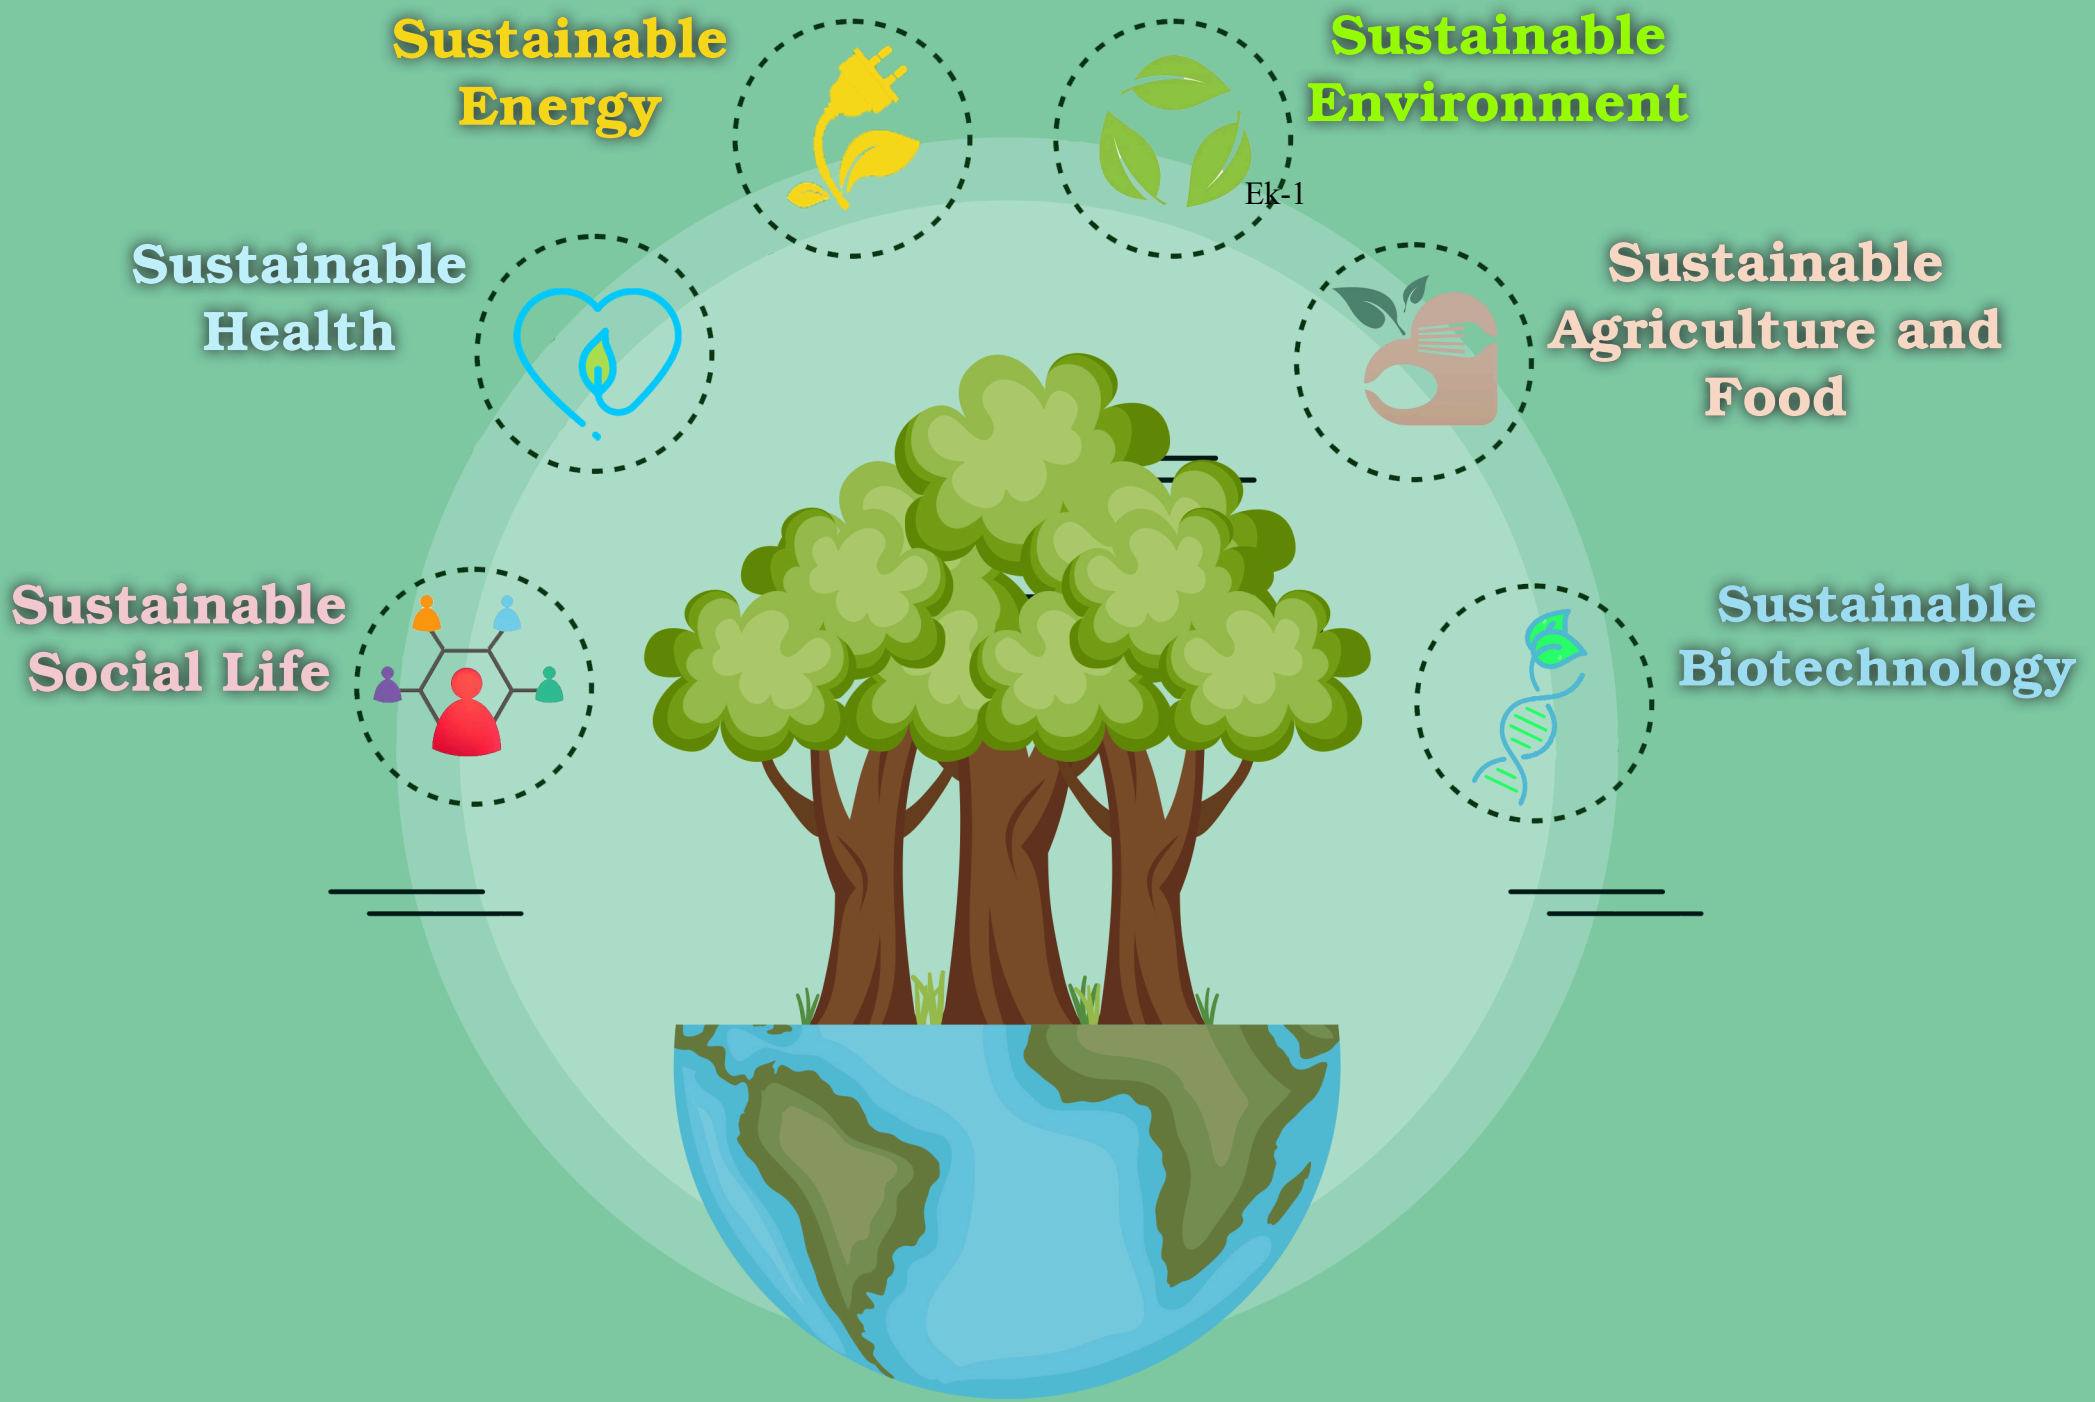 Sustainable
Energy
Sustainable
Environment
Ek-1
Sustainable
Health
Sustainable
Agriculture and
Food
Sustainable
Social Life
Sustainable
Biotechnology